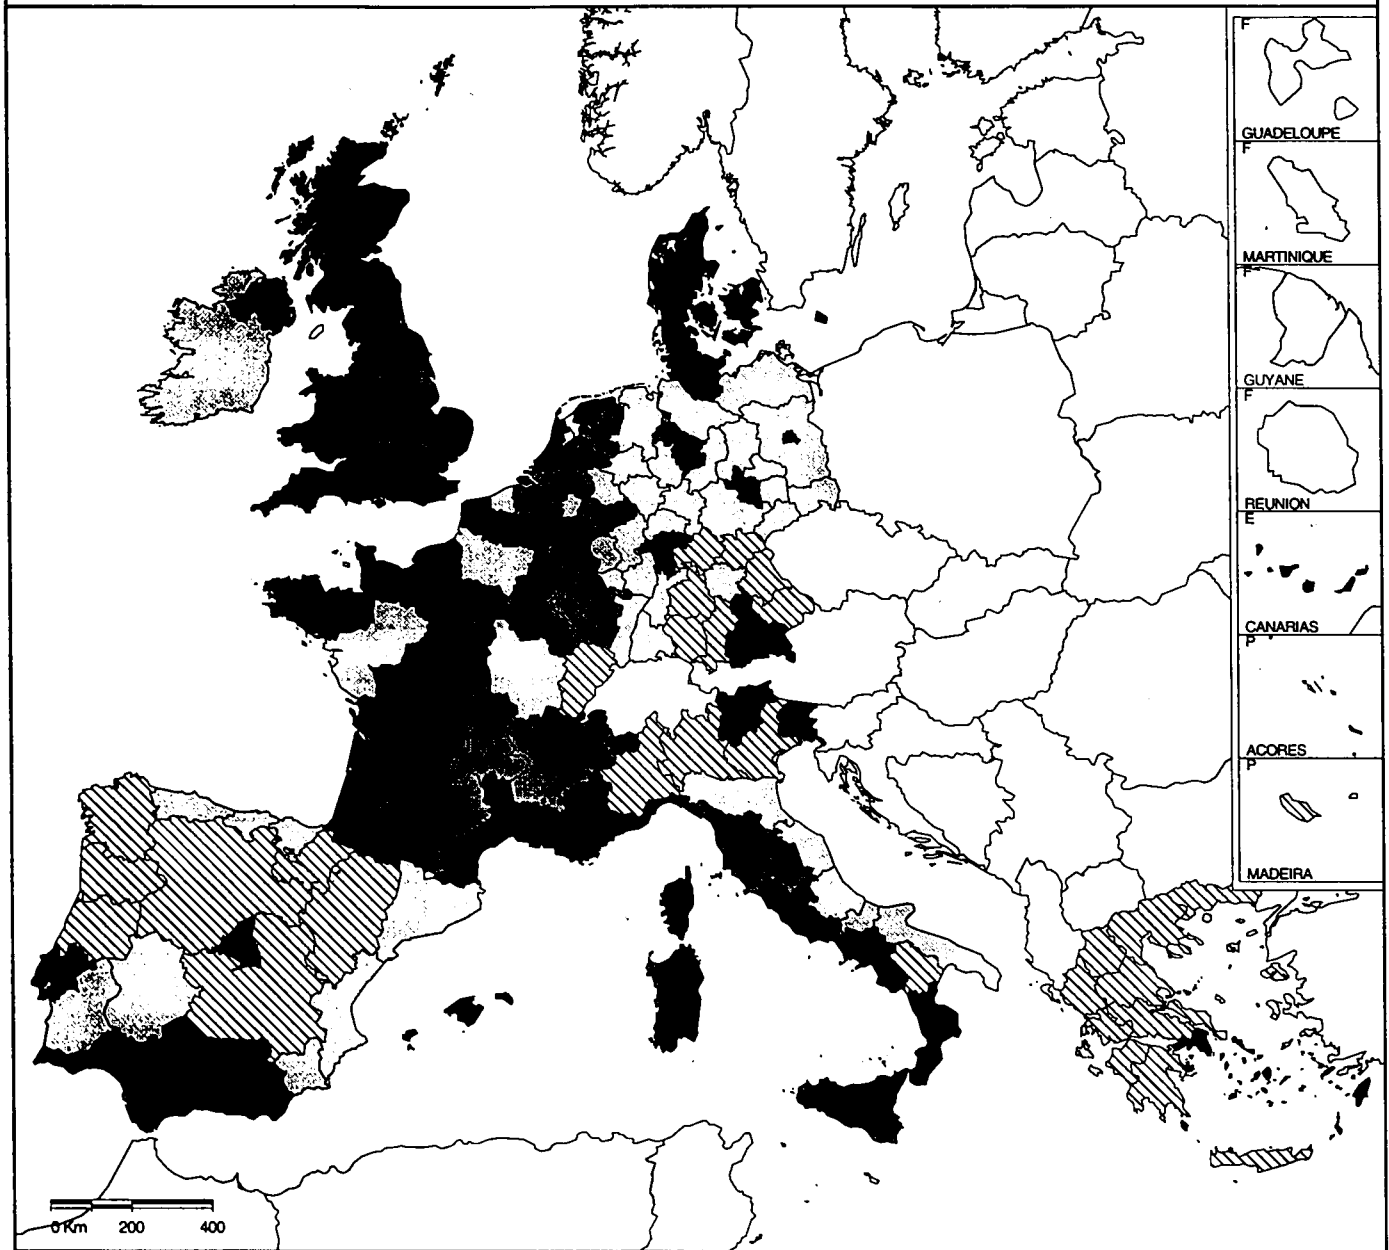 F
GUADELOUPE
F
MARTINIQUE
F
GUYANE
F
REUNION
E
CANARIAS
P
ACORES
P
MADEIRA
0 Km 200 400